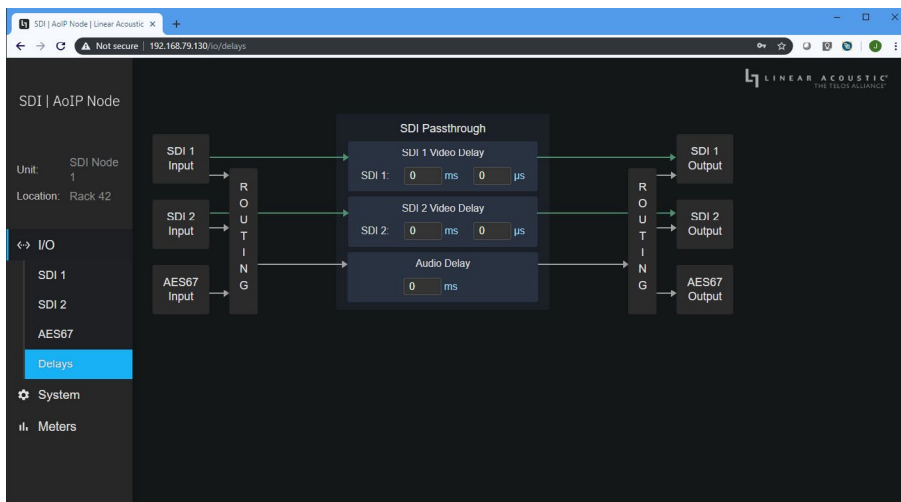 SDI | AoIP Node | Linear Acoustic
Not secure | 192.168.79.130/io/delays
J
LINEAR ACOUSTIC
THE TELOS ALLIANCE
SDI | AoIP Node
Unit: SDI Node 1
Location: Rack 42
I/O
SDI 1
SDI 2
AES67
Delays
System
Meters
SDI 1 Input
SDI 2 Input
AES67 Input
ROUTING
SDI Passthrough
SDI 1 Video Delay
SDI 1: 0 ms 0 µs
SDI 2 Video Delay
SDI 2: 0 ms 0 µs
Audio Delay
0 ms
ROUTING
SDI 1 Output
SDI 2 Output
AES67 Output